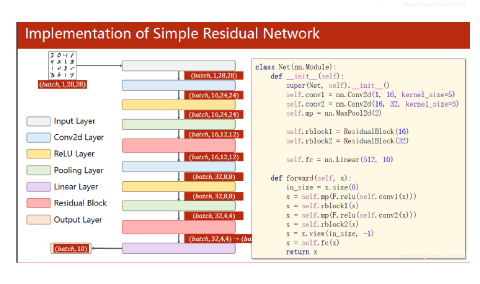 Implementation of Simple Residual Network
(batch, 1,28,28)
Input Layer
Conv2d Layer
ReLU Layer
Pooling Layer
Linear Layer
Residual Block
Output Layer
(batch, 1,28,28)
(batch, 16,24,24)
(batch, 16,24,24)
(batch, 16,12,12)
(batch, 16,12,12)
(batch, 32,8,8)
(batch, 32,8,8)
(batch, 32,4,4)
(batch, 32,4,4) → (ba
(batch, 10)
class Net(nn.Module):
def __init__(self):
super(Net, self).__init__()
self.conv1 = nn.Conv2d(1, 16, kernel_size=5)
self.conv2 = nn.Conv2d(16, 32, kernel_size=5)
self.mp = nn.MaxPool2d(2)
self.rblock1 = ResidualBlock(16)
self.rblock2 = ResidualBlock(32)
self.fc = nn.Linear(512, 10)
def forward(self, x):
in_size = x.size(0)
x = self.mp(F.relu(self.conv1(x)))
x = self.rblock1(x)
x = self.mp(F.relu(self.conv2(x)))
x = self.rblock2(x)
x = x.view(in_size, -1)
x = self.fc(x)
return x